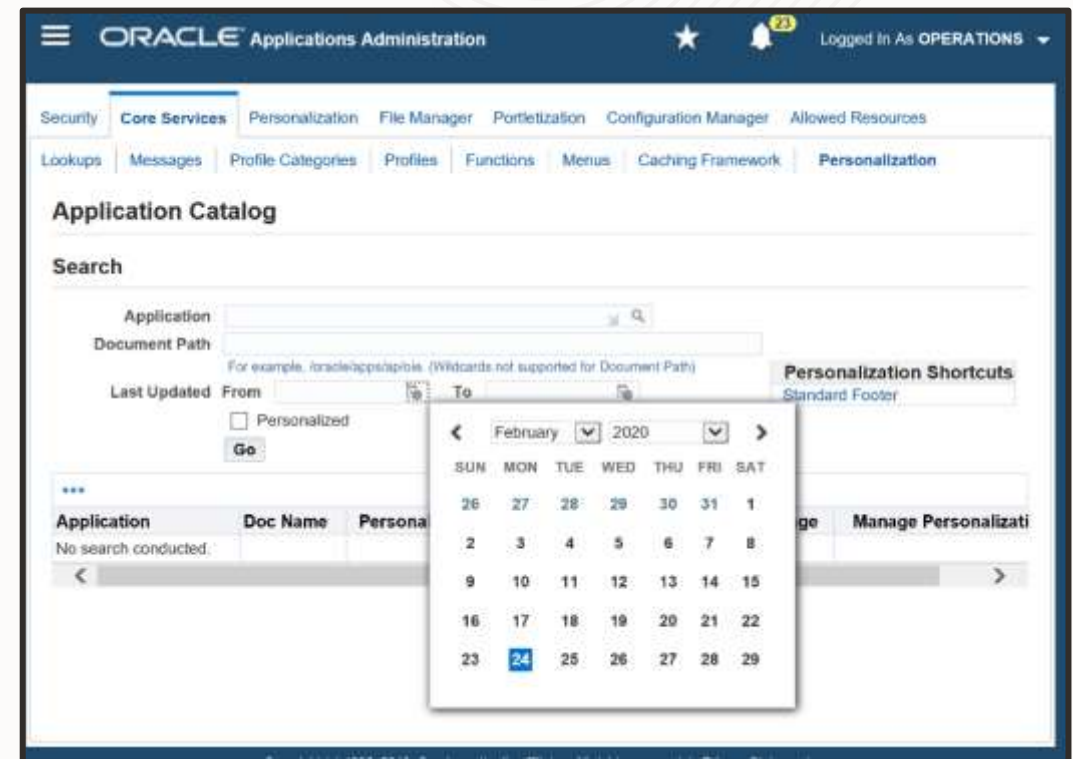 ORACLE Applications Administration 23 Logged In As OPERATIONS
Security Core Services Personalization File Manager Portletization Configuration Manager Allowed Resources
Lookups Messages Profile Categories Profiles Functions Menus Caching Framework Personalization
Application Catalog
Search
Application
Document Path
For example, /oracle/apps/ap/oie. (Wildcards not supported for Document Path)
Personalization Shortcuts
Last Updated From To
Standard Footer
Personalized
Go
February 2020
SUN MON TUE WED THU FRI SAT
26 27 28 29 30 31 1
2 3 4 5 6 7 8
9 10 11 12 13 14 15
16 17 18 19 20 21 22
23 24 25 26 27 28 29
Application Doc Name Persona ge Manage Personalizati
No search conducted.